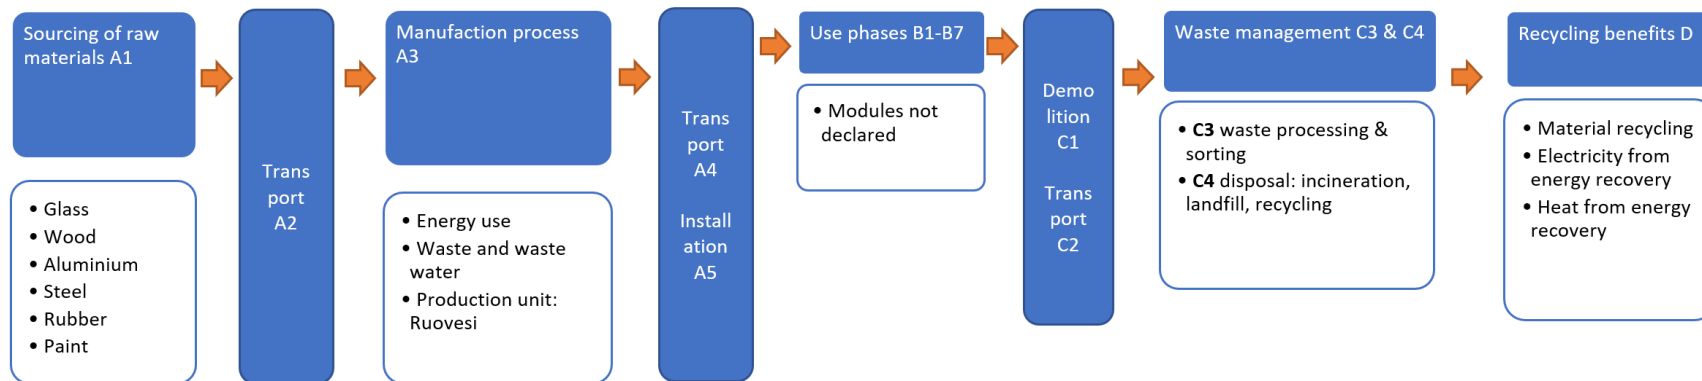 Sourcing of raw
materials A1
• Glass
• Wood
• Aluminium
• Steel
• Rubber
• Paint
Trans
port
A2
Manufaction process
A3
• Energy use
• Waste and waste
water
• Production unit:
Ruovesi
Trans
port
A4
Install
ation
A5
Use phases B1-B7
• Modules not
declared
Demo
lition
C1
Trans
port
C2
Waste management C3 & C4
• C3 waste processing &
sorting
• C4 disposal: incineration,
landfill, recycling
Recycling benefits D
• Material recycling
• Electricity from
energy recovery
• Heat from energy
recovery